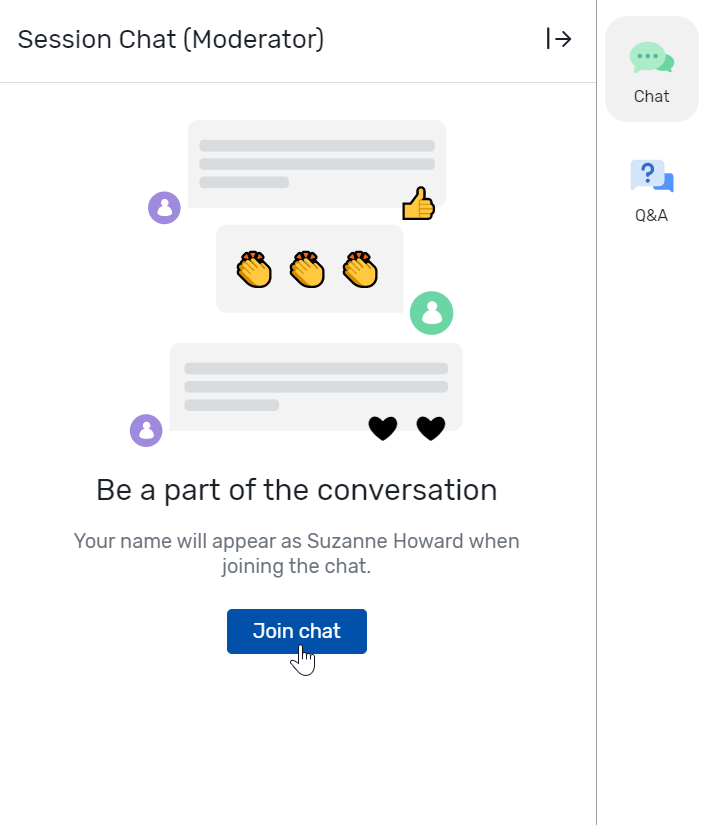 Session Chat (Moderator)
Chat
Q&A
Be a part of the conversation
Your name will appear as Suzanne Howard when
joining the chat.
Join chat